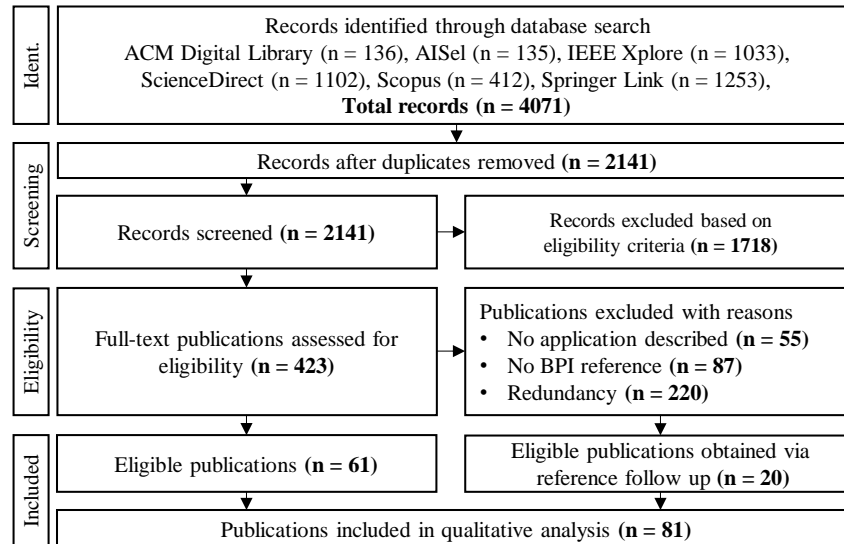 Ident.
Records identified through database search
ACM Digital Library (n = 136), AISel (n = 135), IEEE Xplore (n = 1033),
ScienceDirect (n = 1102), Scopus (n = 412), Springer Link (n = 1253),
Total records (n = 4071)
Screening
Records after duplicates removed (n = 2141)
Records screened (n = 2141)
Records excluded based on
eligibility criteria (n = 1718)
Eligibility
Full-text publications assessed for
eligibility (n = 423)
Publications excluded with reasons
• No application described (n = 55)
• No BPI reference (n = 87)
• Redundancy (n = 220)
Included
Eligible publications (n = 61)
Eligible publications obtained via
reference follow up (n = 20)
Publications included in qualitative analysis (n = 81)